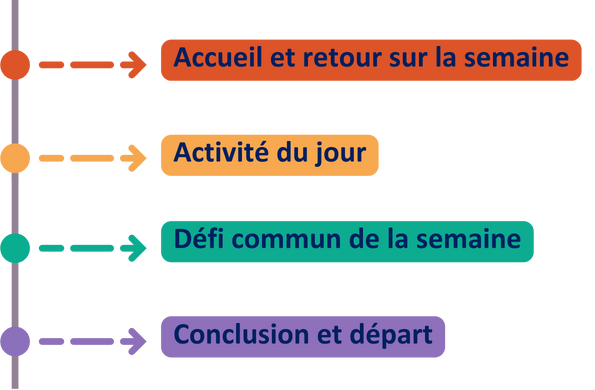 Accueil et retour sur la semaine
Activité du jour
Défi commun de la semaine
Conclusion et départ